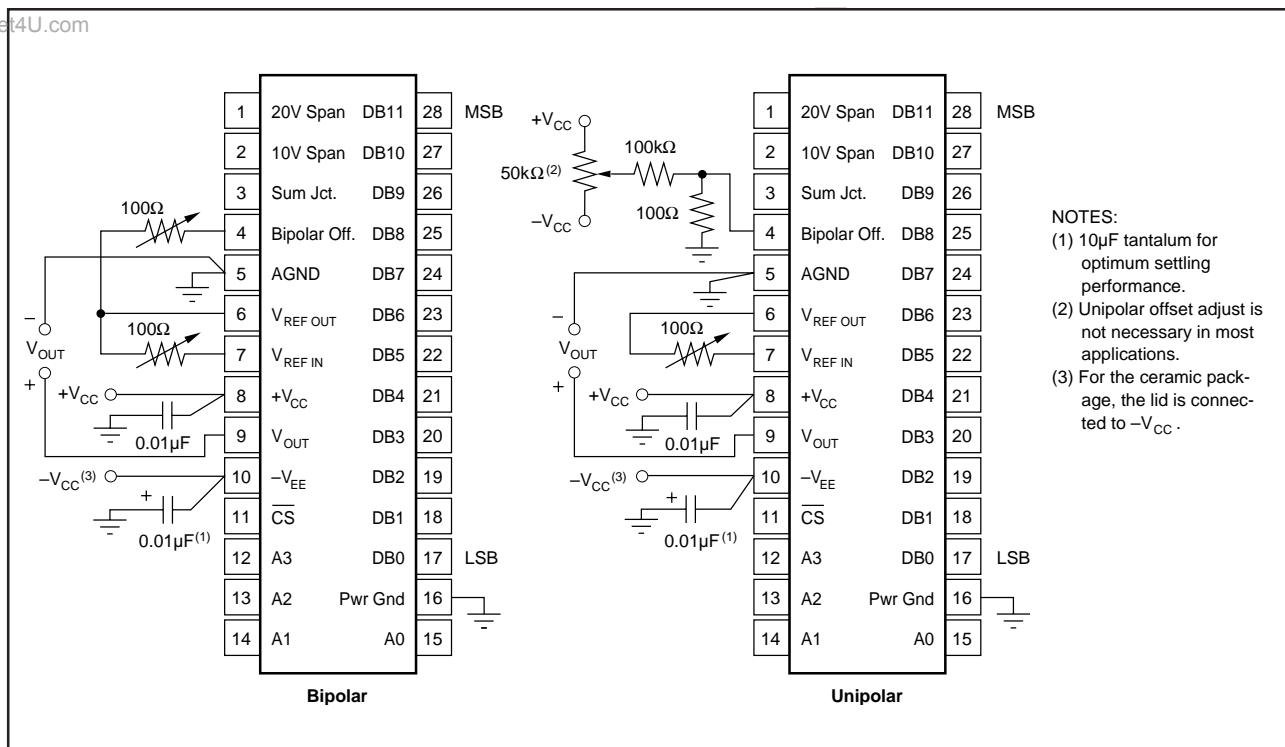 et4U.com
1 20V Span DB11 28 MSB
2 10V Span DB10 27
3 Sum Jct. DB9 26
100Ω
4 Bipolar Off. DB8 25
5 AGND DB7 24
–
6 V_REF OUT DB6 23
V_OUT
100Ω
7 V_REF IN DB5 22
+
+V_CC
8 +V_CC DB4 21
0.01µF
9 V_OUT DB3 20
–V_CC (3)
10 –V_EE DB2 19
+
11 C̅S̅ DB1 18
0.01µF(1)
12 A3 DB0 17 LSB
13 A2 Pwr Gnd 16
14 A1 A0 15
Bipolar
1 20V Span DB11 28 MSB
+V_CC
2 10V Span DB10 27
100kΩ
50kΩ(2)
3 Sum Jct. DB9 26
100Ω
–V_CC
4 Bipolar Off. DB8 25
5 AGND DB7 24
–
6 V_REF OUT DB6 23
V_OUT
100Ω
7 V_REF IN DB5 22
+
+V_CC
8 +V_CC DB4 21
0.01µF
9 V_OUT DB3 20
–V_CC (3)
10 –V_EE DB2 19
+
11 C̅S̅ DB1 18
0.01µF(1)
12 A3 DB0 17 LSB
13 A2 Pwr Gnd 16
14 A1 A0 15
Unipolar
NOTES:
(1) 10µF tantalum for
optimum settling
performance.
(2) Unipolar offset adjust is
not necessary in most
applications.
(3) For the ceramic pack-
age, the lid is connec-
ted to –V_CC .